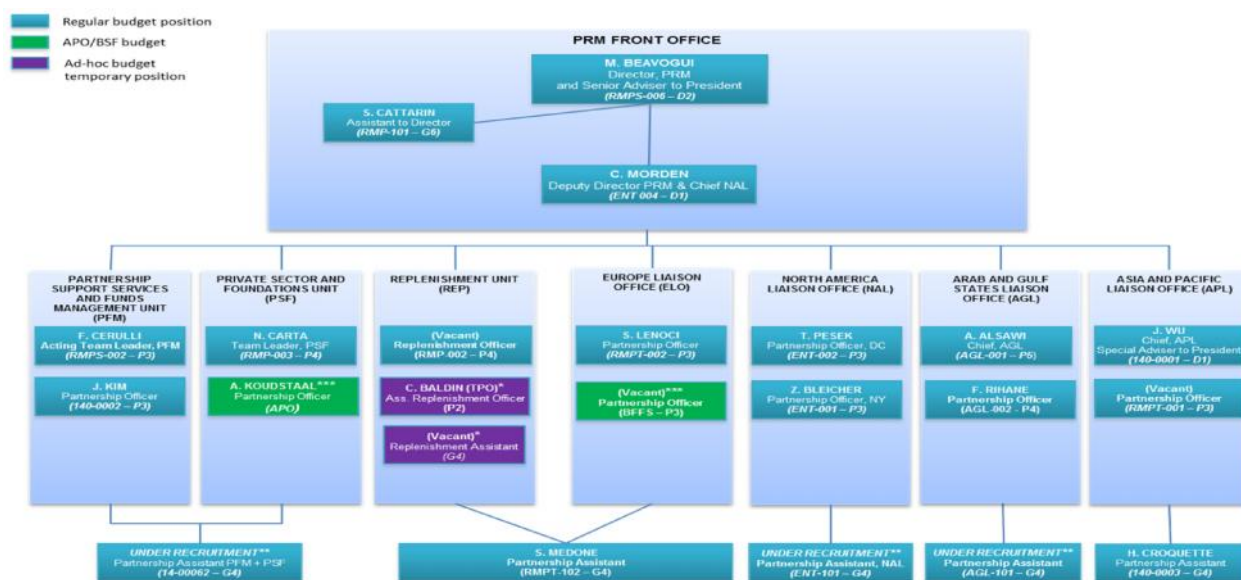 Regular budget position
APO/BSF budget
Ad-hoc budget
temporary position
PRM FRONT OFFICE
M. BEAVOGUI
Director, PRM
and Senior Adviser to President
(RMPS-006 – D2)
S. CATTARIN
Assistant to Director
(RMP-101 – G6)
C. MORDEN
Deputy Director PRM & Chief NAL
(ENT 004 – D1)
PARTNERSHIP
SUPPORT SERVICES
AND FUNDS
MANAGEMENT UNIT
(PFM)
F. CERULLI
Acting Team Leader, PFM
(RMPS-002 – P3)
J. KIM
Partnership Officer
(140-0002 – P3)
PRIVATE SECTOR AND
FOUNDATIONS UNIT
(PSF)
N. CARTA
Team Leader, PSF
(RMP-003 – P4)
A. KOUDSTAAL***
Partnership Officer
(APO)
REPLENISHMENT UNIT
(REP)
(Vacant)
Replenishment Officer
(RMP-002 – P4)
C. BALDIN (TPO)*
Ass. Replenishment Officer
(P2)
(Vacant)*
Replenishment Assistant
(G4)
EUROPE LIAISON
OFFICE (ELO)
S. LENOCI
Partnership Officer
(RMPT-002 – P3)
(Vacant)***
Partnership Officer
(BFFS – P3)
NORTH AMERICA
LIAISON OFFICE (NAL)
T. PESEK
Partnership Officer, DC
(ENT-002 – P3)
Z. BLEICHER
Partnership Officer, NY
(ENT-001 – P3)
ARAB AND GULF
STATES LIAISON
OFFICE (AGL)
A. ALSAWI
Chief, AGL
(AGL-001 – P5)
F. RIHANE
Partnership Officer
(AGL-002 - P4)
ASIA AND PACIFIC
LIAISON OFFICE (APL)
J. WU
Chief, APL
Special Adviser to President
(140-0001 – D1)
(Vacant)
Partnership Officer
(RMPT-001 – P3)
UNDER RECRUITMENT**
Partnership Assistant PFM + PSF
(14-00062 – G4)
S. MEDONE
Partnership Assistant
(RMPT-102 – G4)
UNDER RECRUITMENT**
Partnership Assistant, NAL
(ENT-101 – G4)
UNDER RECRUITMENT**
Partnership Assistant
(AGL-101 – G4)
H. CROQUETTE
Partnership Assistant
(140-0003 – G4)